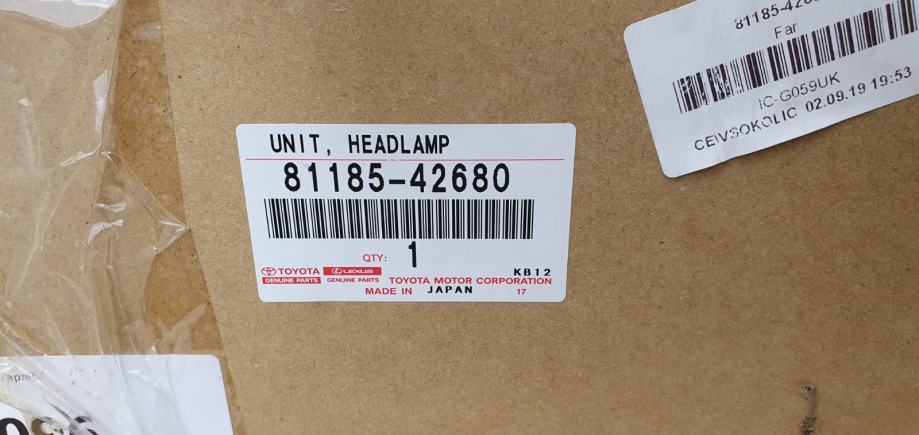 UNIT, HEADLAMP
81185-42680
QTY: 1
KB12
TOYOTA LEXUS
GENUINE PARTS GENUINE PARTS TOYOTA MOTOR CORPORATION
MADE IN JAPAN 17
Far
IC-G059UK
CEIVSOKOLIC 02.09.19 19:53